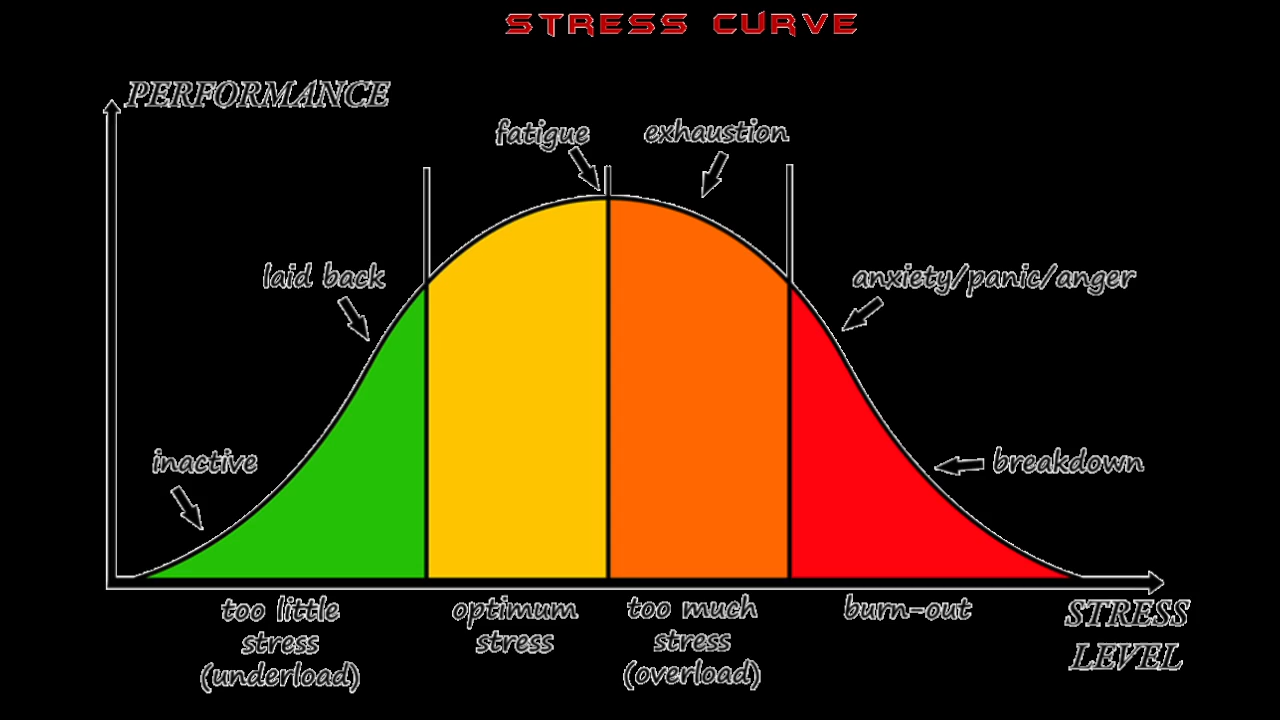 STRESS CURVE
PERFORMANCE
fatigue
exhaustion
laid back
anxiety/panic/anger
inactive
breakdown
too little
stress
(underload)
optimum
stress
too much
stress
(overload)
burn-out
STRESS
LEVEL